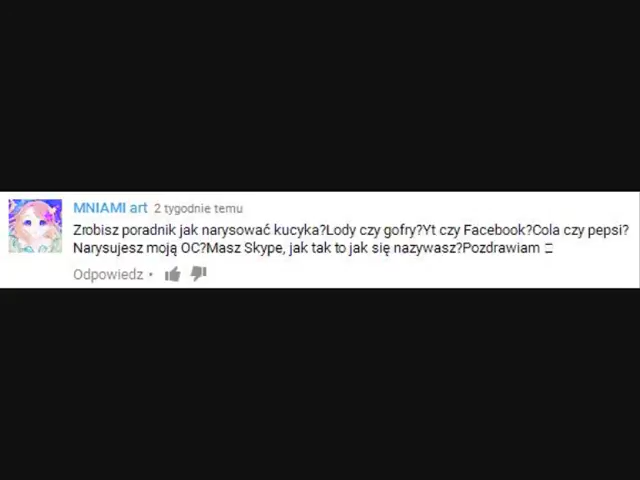 MNIAMI art 2 tygodnie temu
Zrobisz poradnik jak narysować kucyka?Lody czy gofry?Yt czy Facebook?Cola czy pepsi?
Narysujesz moją OC?Masz Skype, jak tak to jak się nazywasz?Pozdrawiam
Odpowiedz •